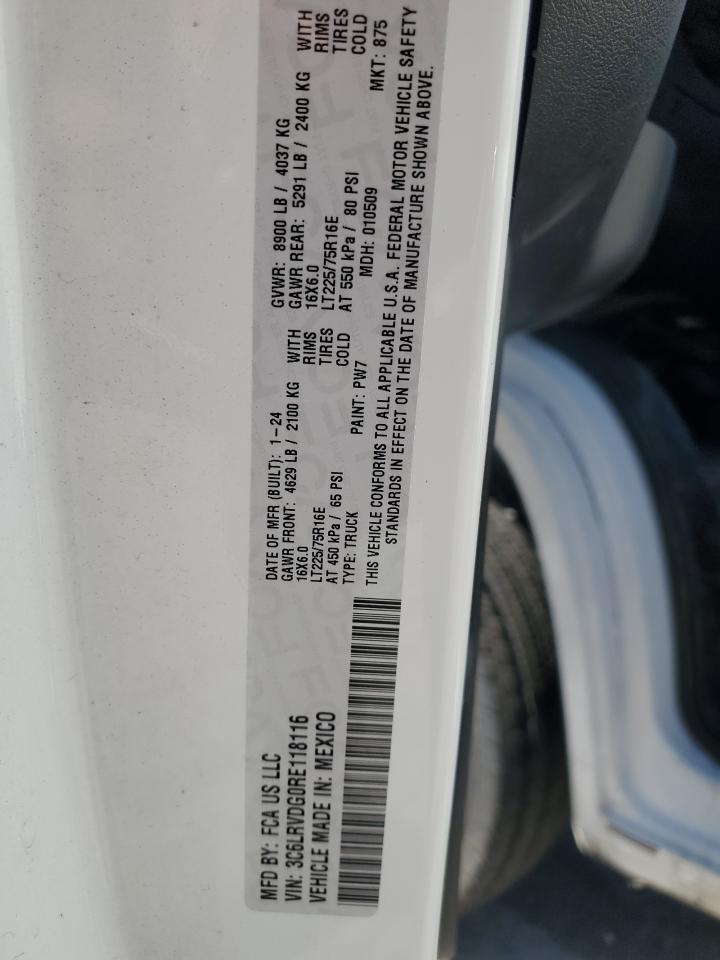 MFD BY: FCA US LLC
VIN: 3C6LRVDG0RE118116
VEHICLE MADE IN: MEXICO
DATE OF MFR (BUILT): 1-24 GVWR: 8900 LB / 4037 KG
GAWR FRONT: 4629 LB / 2100 KG WITH GAWR REAR: 5291 LB / 2400 KG WITH
16X6.0 RIMS 16X6.0 RIMS
LT225/75R16E TIRES LT225/75R16E TIRES
AT 450 kPa / 65 PSI COLD AT 550 kPa / 80 PSI COLD
TYPE: TRUCK PAINT: PW7 MDH: 010509 MKT: 875
THIS VEHICLE CONFORMS TO ALL APPLICABLE U.S.A. FEDERAL MOTOR VEHICLE SAFETY
STANDARDS IN EFFECT ON THE DATE OF MANUFACTURE SHOWN ABOVE.